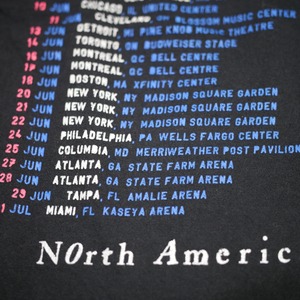 10 JUN CHICAGO, IL UNITED CENTER
11 JUN CLEVELAND, OH BLOSSOM MUSIC CENTER
13 JUN DETROIT, MI PINE KNOB MUSIC THEATRE
14 JUN TORONTO, ON BUDWEISER STAGE
16 JUN MONTREAL, QC BELL CENTRE
17 JUN MONTREAL, QC BELL CENTRE
18 JUN BOSTON, MA XFINITY CENTER
20 JUN NEW YORK, NY MADISON SQUARE GARDEN
21 JUN NEW YORK, NY MADISON SQUARE GARDEN
22 JUN NEW YORK, NY MADISON SQUARE GARDEN
24 JUN PHILADELPHIA, PA WELLS FARGO CENTER
25 JUN COLUMBIA, MD MERRIWEATHER POST PAVILION
27 JUN ATLANTA, GA STATE FARM ARENA
28 JUN ATLANTA, GA STATE FARM ARENA
29 JUN TAMPA, FL AMALIE ARENA
1 JUL MIAMI, FL KASEYA ARENA
NOrth Americ